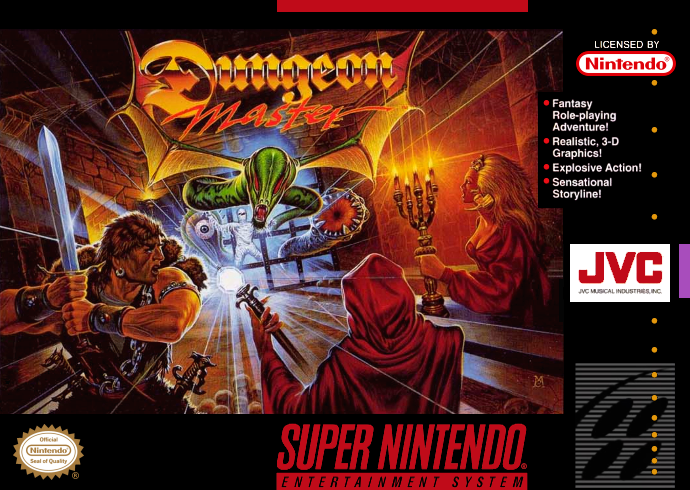 Dungeon
Master
LICENSED BY
Nintendo®
Fantasy
Role-playing
Adventure!
Realistic, 3-D
Graphics!
Explosive Action!
Sensational
Storyline!
JVC
JVC MUSICAL INDUSTRIES, INC.
Official
Nintendo
Seal of Quality
®
SUPER NINTENDO®
ENTERTAINMENT SYSTEM